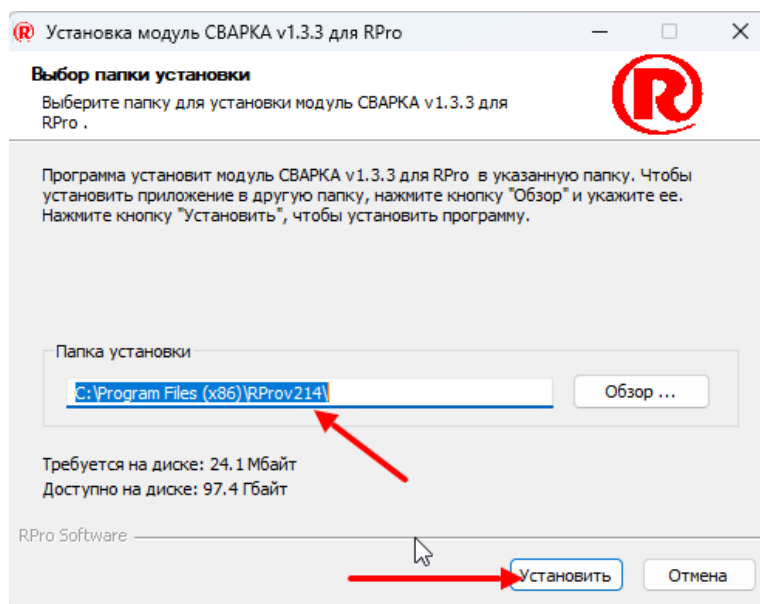 Установка модуль СВАРКА v1.3.3 для RPro
Выбор папки установки
Выберите папку для установки модуль СВАРКА v1.3.3 для
RPro .
Программа установит модуль СВАРКА v1.3.3 для RPro в указанную папку. Чтобы
установить приложение в другую папку, нажмите кнопку "Обзор" и укажите ее.
Нажмите кнопку "Установить", чтобы установить программу.
Папка установки
C:\Program Files (x86)\RProv214\
Обзор ...
Требуется на диске: 24.1 Мбайт
Доступно на диске: 97.4 Гбайт
RPro Software
Установить
Отмена